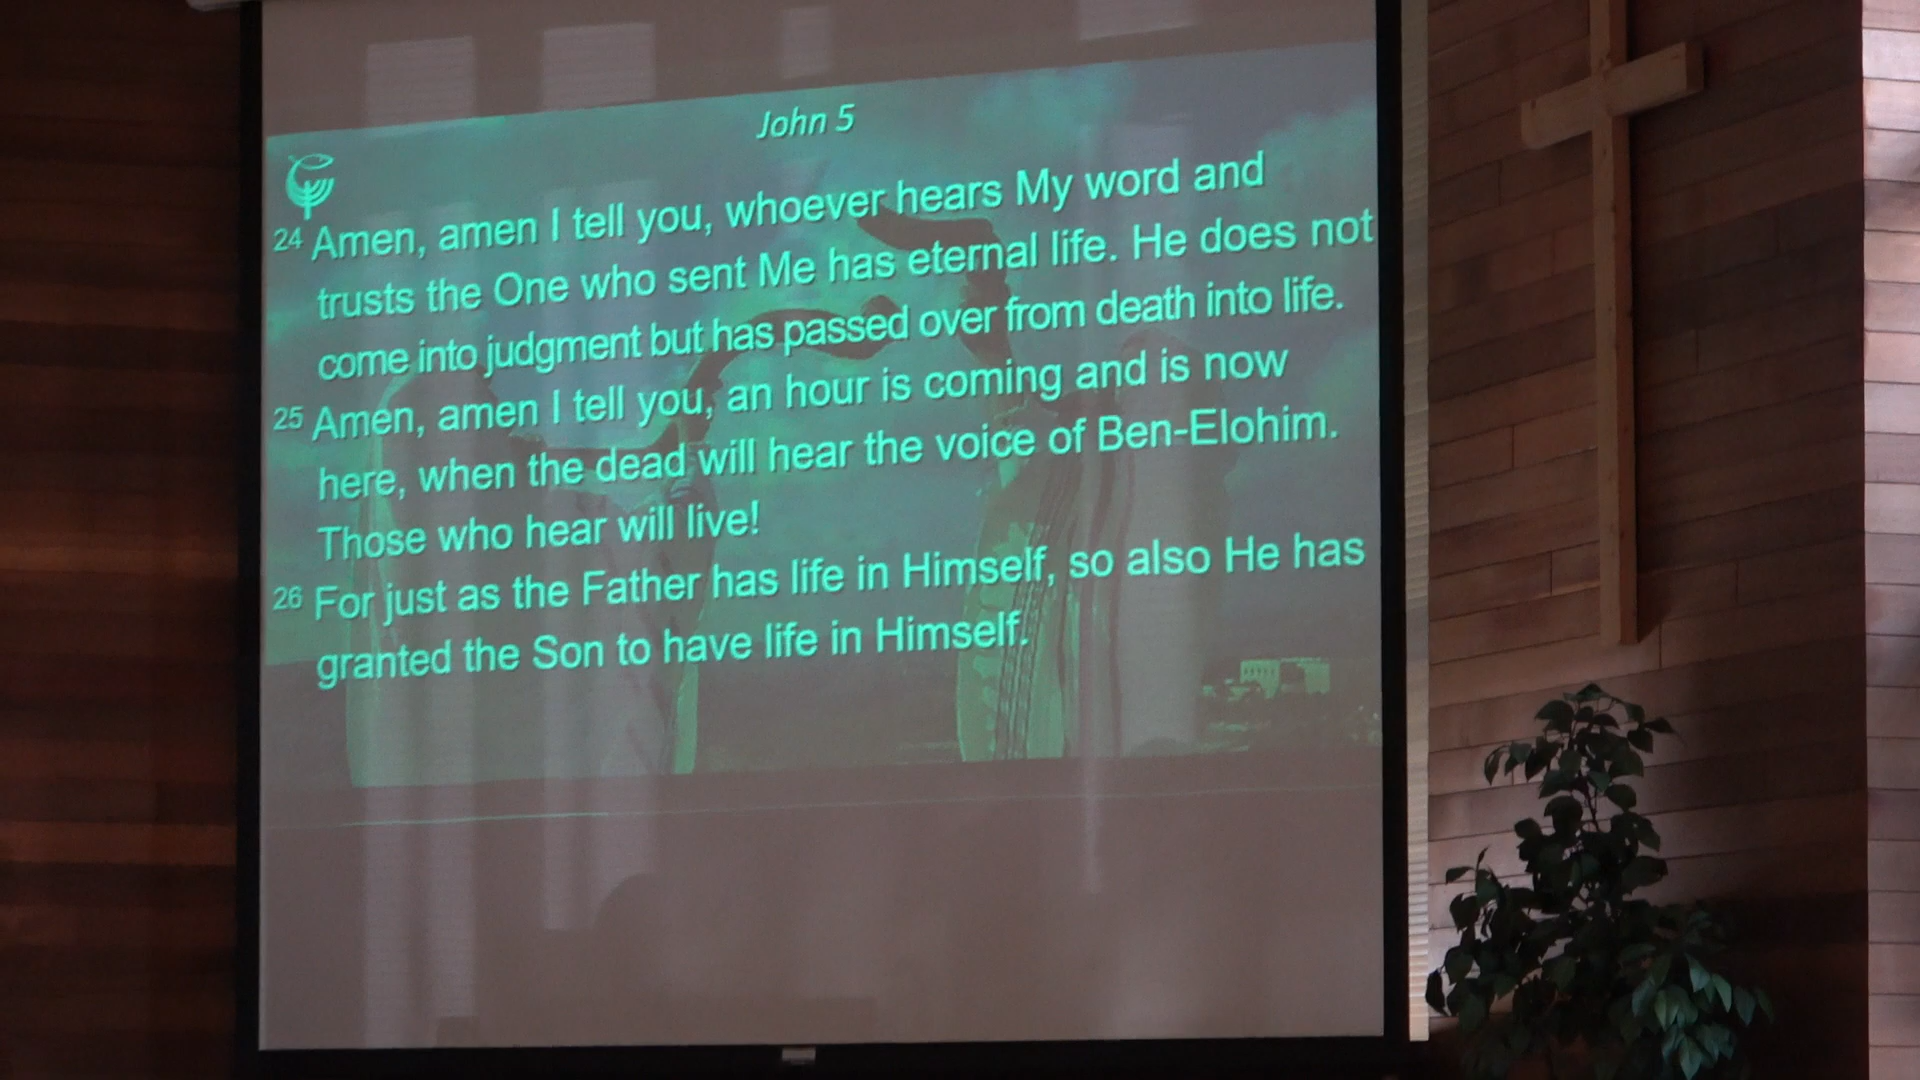 John 5
24 Amen, amen I tell you, whoever hears My word and
trusts the One who sent Me has eternal life. He does not
come into judgment but has passed over from death into life.
25 Amen, amen I tell you, an hour is coming and is now
here, when the dead will hear the voice of Ben-Elohim.
Those who hear will live!
26 For just as the Father has life in Himself, so also He has
granted the Son to have life in Himself.